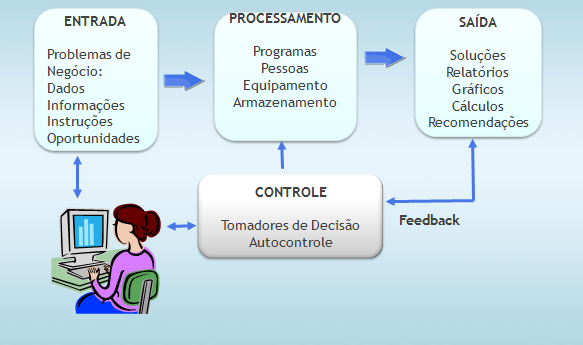 ENTRADA
Problemas de
Negócio:
Dados
Informações
Instruções
Oportunidades
PROCESSAMENTO
Programas
Pessoas
Equipamento
Armazenamento
SAÍDA
Soluções
Relatórios
Gráficos
Cálculos
Recomendações
CONTROLE
Tomadores de Decisão
Autocontrole
Feedback